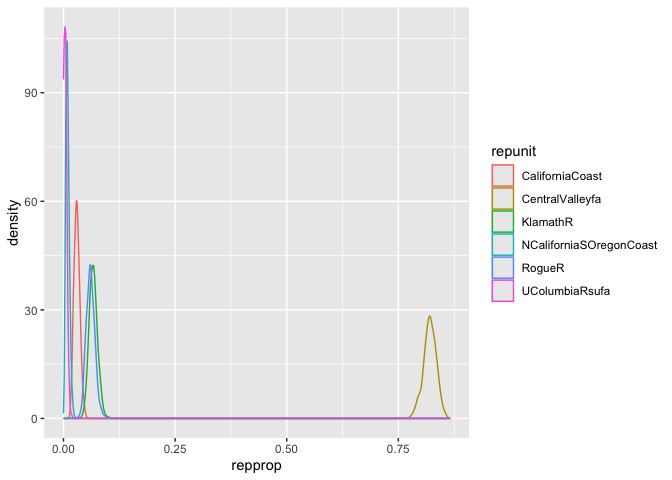 90
60
30
0
density
0.00 0.25 0.50 0.75
repprop
repunit
CaliforniaCoast
CentralValleyfa
KlamathR
NCaliforniaSOregonCoast
RogueR
UColumbiaRsufa